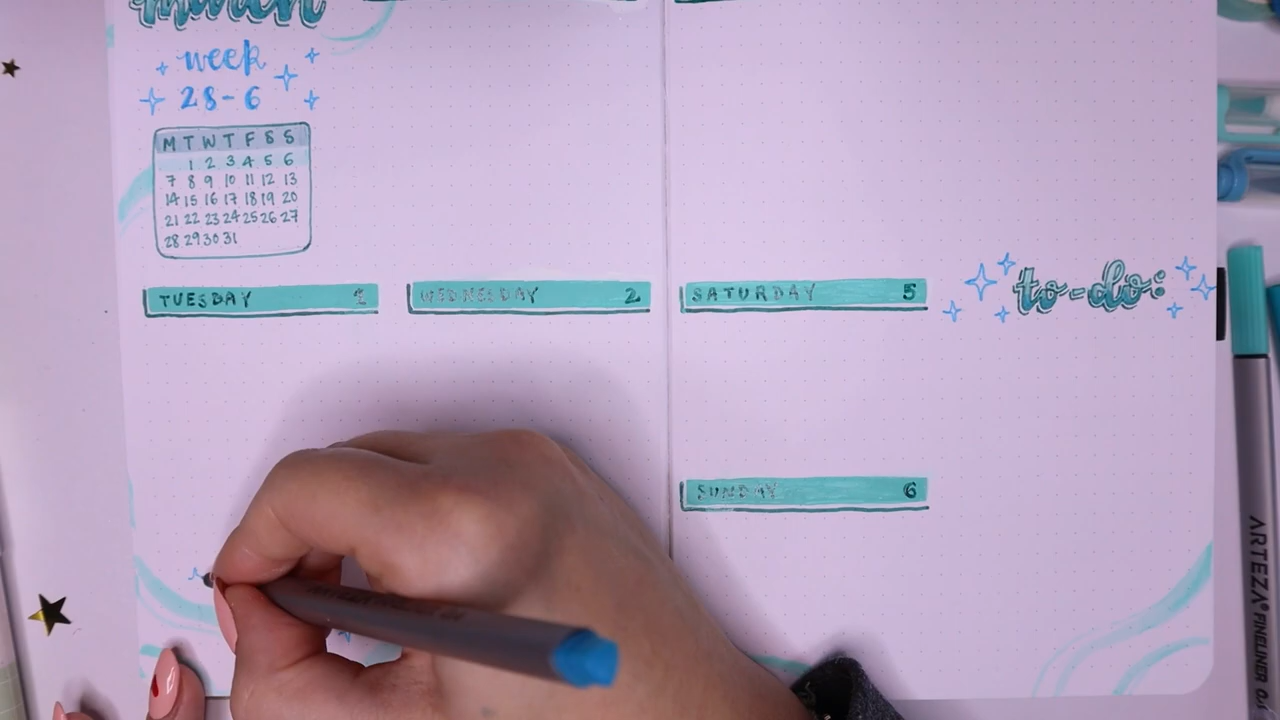 march
week
28-6
M T W T F S S
1 2 3 4 5 6
7 8 9 10 11 12 13
14 15 16 17 18 19 20
21 22 23 24 25 26 27
28 29 30 31
TUESDAY 1
WEDNESDAY 2
SATURDAY 5
to-do:
SUNDAY 6
ARTEZA FINELINER